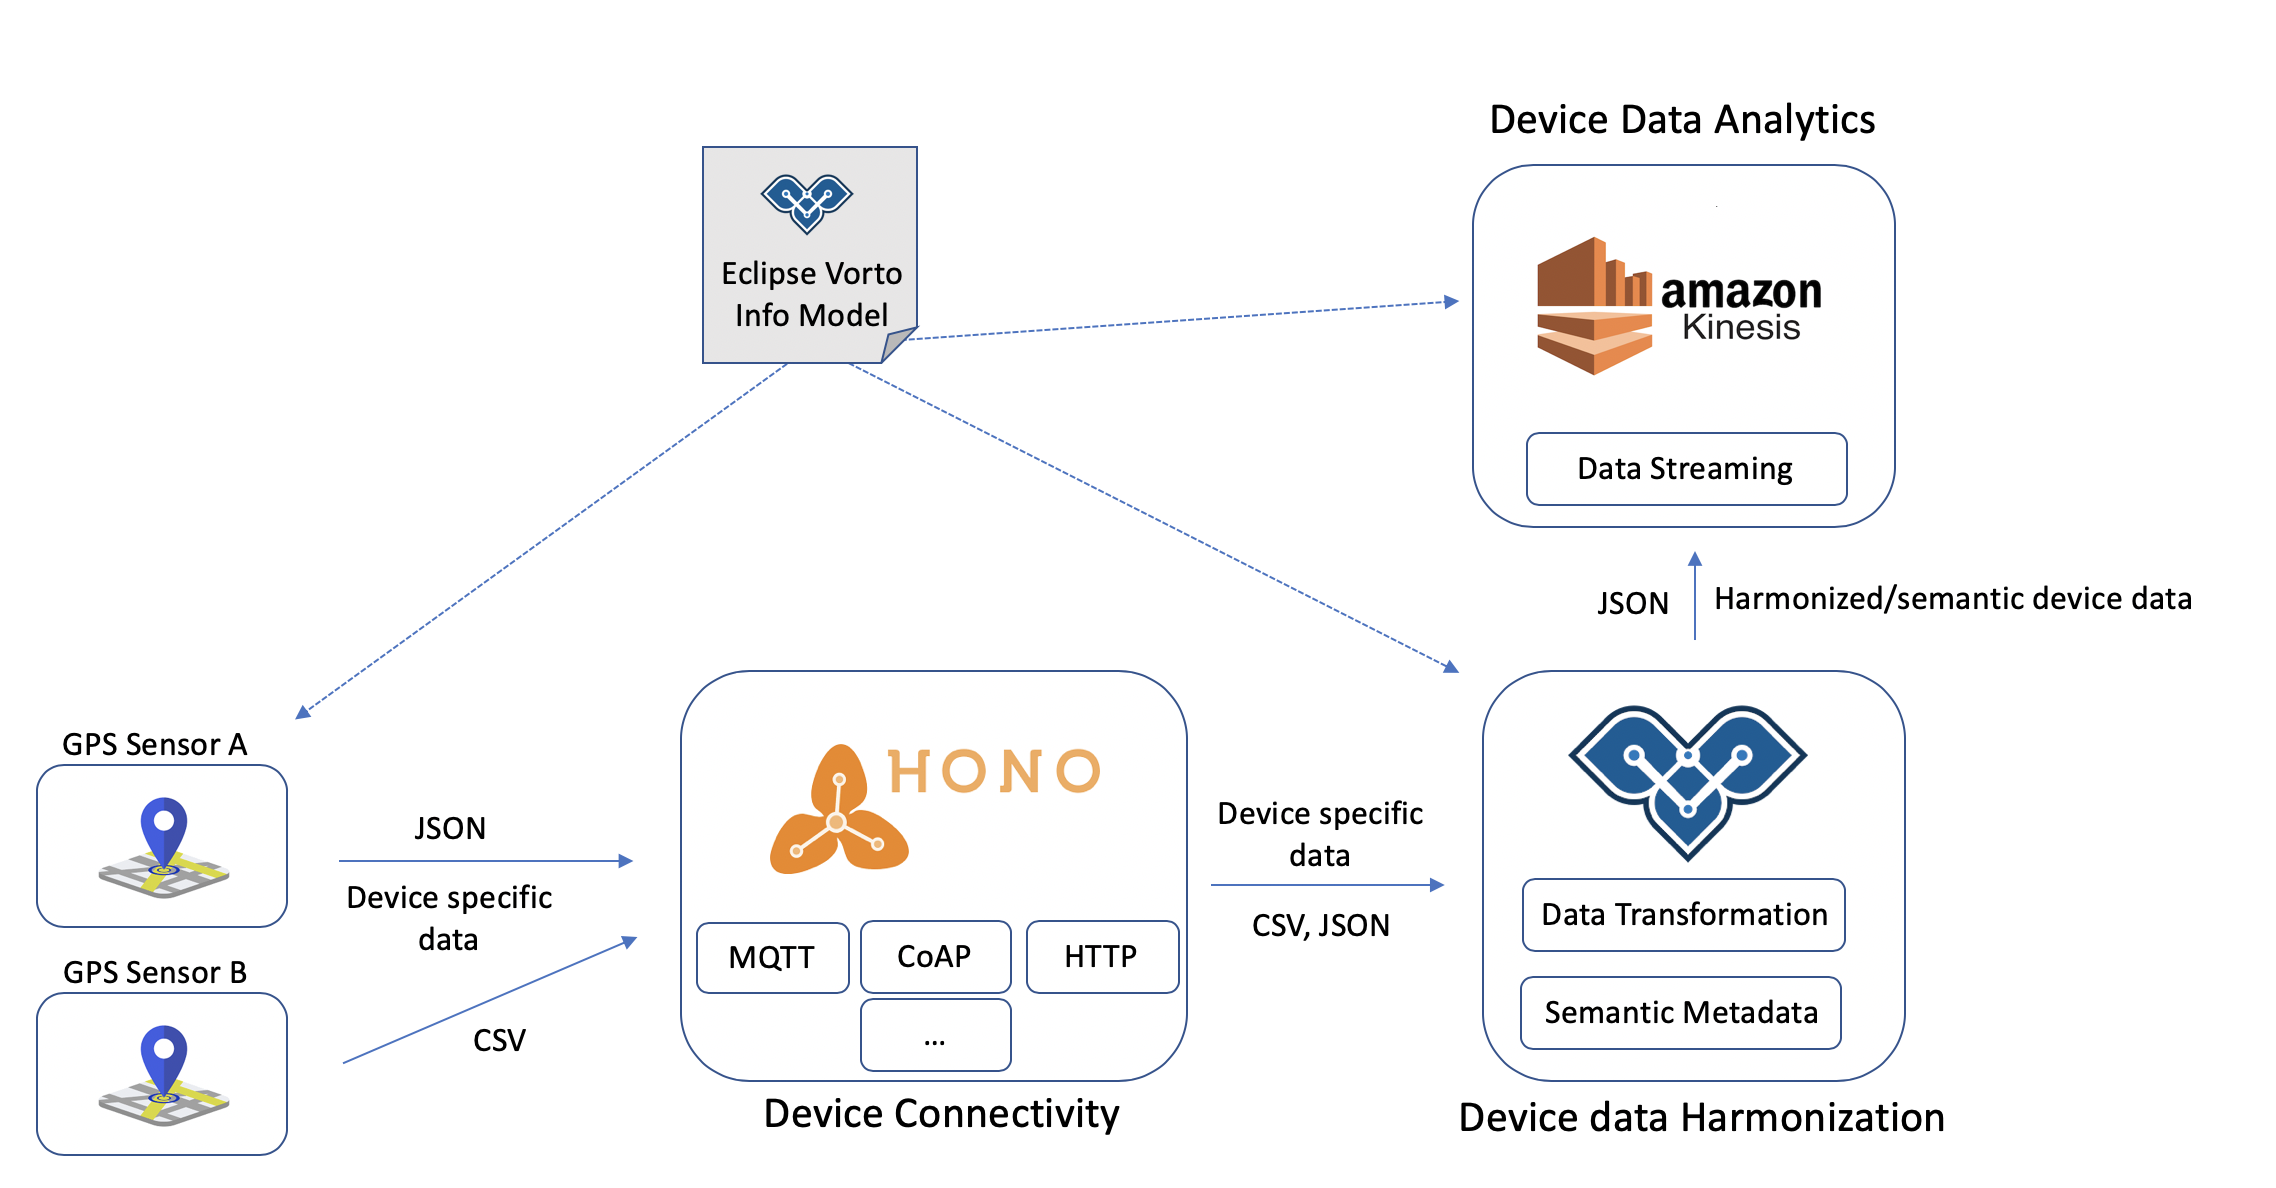 Device Data Analytics
Eclipse Vorto
Info Model
amazon
Kinesis
Data Streaming
JSON
Harmonized/semantic device data
GPS Sensor A
JSON
Device specific
data
GPS Sensor B
CSV
HONO
MQTT
CoAP
HTTP
...
Device Connectivity
Device specific
data
CSV, JSON
Data Transformation
Semantic Metadata
Device data Harmonization